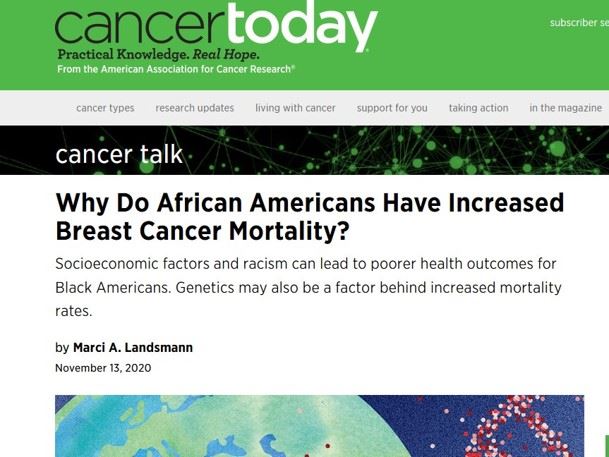 cancertoday
subscriber
Practical Knowledge. Real Hope.
From the American Association for Cancer Research®
cancer types research updates living with cancer support for you taking action in the magazine
cancer talk
Why Do African Americans Have Increased
Breast Cancer Mortality?
Socioeconomic factors and racism can lead to poorer health outcomes for
Black Americans. Genetics may also be a factor behind increased mortality
rates.
by Marci A. Landsmann
November 13, 2020